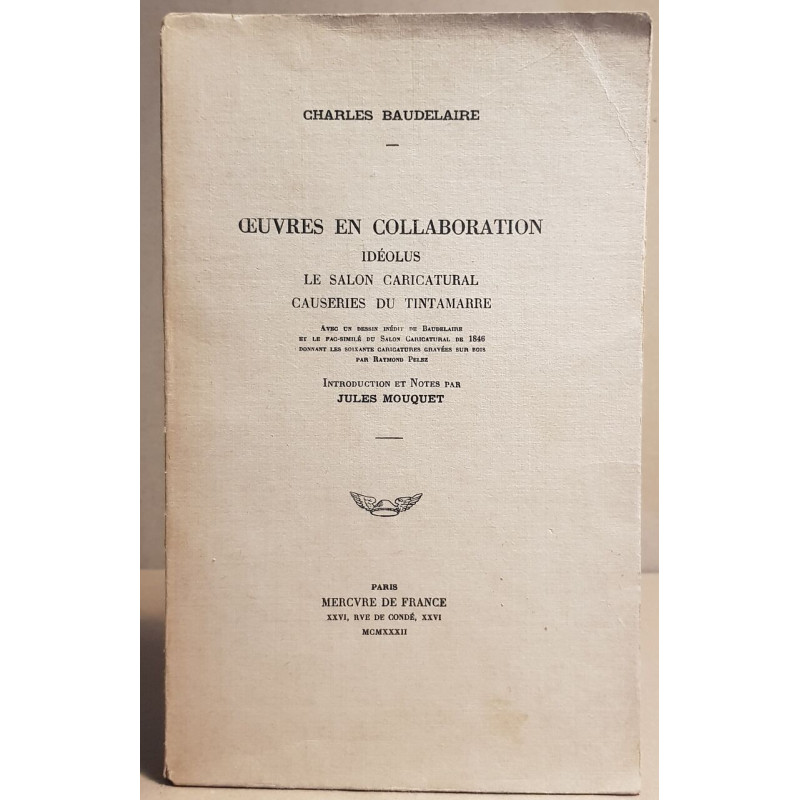 CHARLES BAUDELAIRE
ŒUVRES EN COLLABORATION
IDÉOLUS
LE SALON CARICATURAL
CAUSERIES DU TINTAMARRE
AVEC UN DESSIN INÉDIT DE BAUDELAIRE
ET LE FAC-SIMILÉ DU SALON CARICATURAL DE 1846
DONNANT LES SOIXANTE CARICATURES GRAVÉES SUR BOIS
PAR RAYMOND PELEZ
INTRODUCTION ET NOTES PAR
JULES MOUQUET
PARIS
MERCVRE DE FRANCE
XXVI, RVE DE CONDÉ, XXVI
MCMXXXII